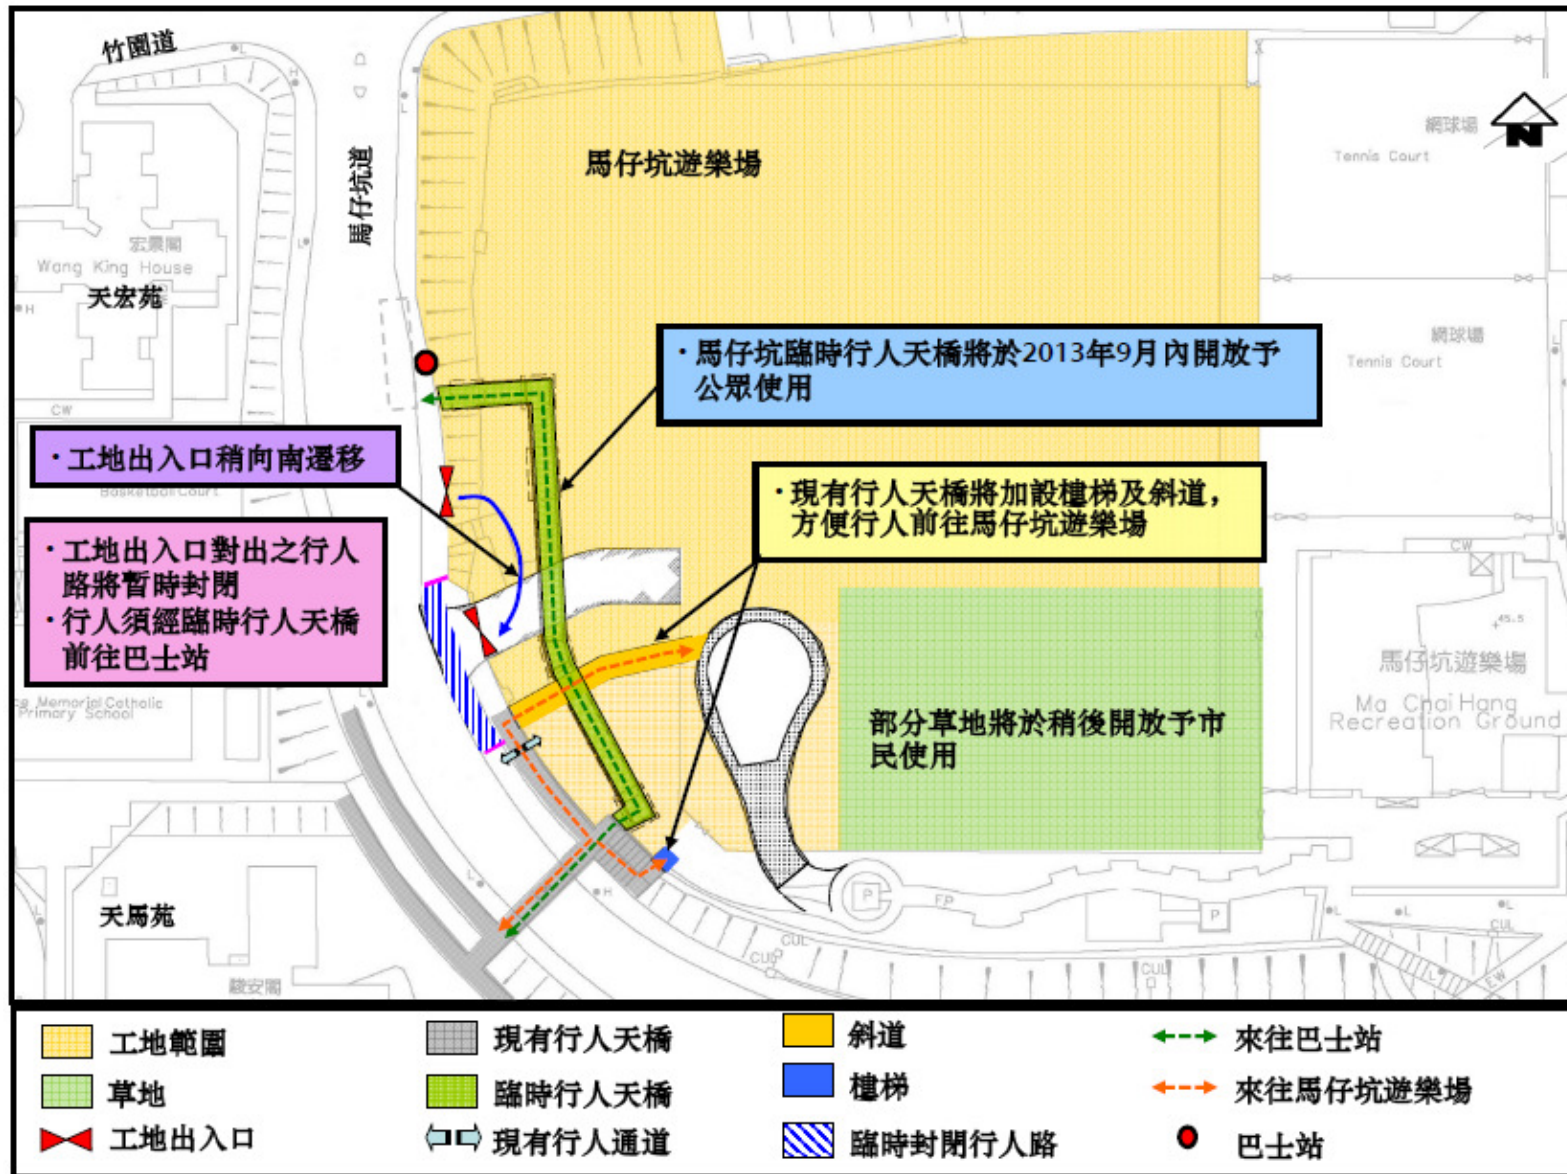 竹園道
馬仔坑道
馬仔坑遊樂場
網球場
Tennis Court
N
宏景閣
Wang King House
天宏苑
網球場
Tennis Court
‧馬仔坑臨時行人天橋將於2013年9月內開放予
公眾使用
CW
‧工地出入口稍向南遷移
Basketball Court
‧現有行人天橋將加設樓梯及斜道，
方便行人前往馬仔坑遊樂場
‧工地出入口對出之行人
路將暫時封閉
‧行人須經臨時行人天橋
前往巴士站
CW
45.5
馬仔坑遊樂場
Ma Chai Hang
Recreation Ground
Memorial Catholic
Primary School
部分草地將於稍後開放予市
民使用
天馬苑
駿安閣
P
F.P
P
CUL
CUL
CUL
CUL
E.W
工地範圍
現有行人天橋
斜道
來往巴士站
草地
臨時行人天橋
樓梯
來往馬仔坑遊樂場
工地出入口
現有行人通道
臨時封閉行人路
巴士站